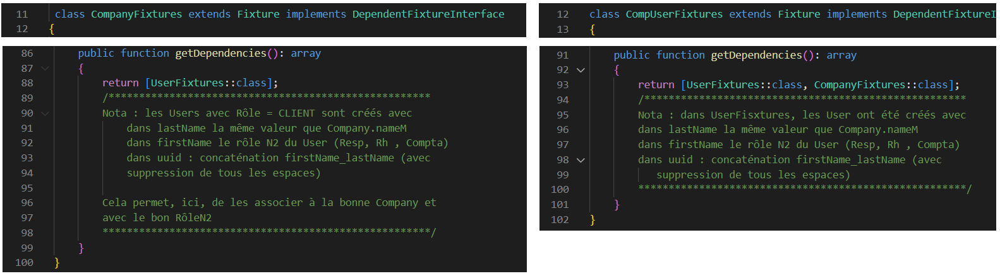 11 class CompanyFixtures extends Fixture implements DependentFixtureInterface
12 {
86 public function getDependencies(): array
87 {
88 return [UserFixtures::class];
89 /*****************************************************
90 Nota : les Users avec Rôle = CLIENT sont créés avec
91 dans lastName la même valeur que Company.nameM
92 dans firstName le rôle N2 du User (Resp, Rh , Compta)
93 dans uuid : concaténation firstName_lastName (avec
94 suppression de tous les espaces)
95
96 Cela permet, ici, de les associer à la bonne Company et
97 avec le bon RôleN2
98 ******************************************************/
99 }
100 }
12 class CompUserFixtures extends Fixture implements DependentFixtureI
13 {
91 public function getDependencies(): array
92 {
93 return [UserFixtures::class, CompanyFixtures::class];
94 /*****************************************************
95 Nota : dans UserFisxtures, les User ont été créés avec
96 dans lastName la même valeur que Company.nameM
97 dans firstName le rôle N2 du User (Resp, Rh , Compta)
98 dans uuid : concaténation firstName_lastName (avec
99 suppression de tous les espaces)
100 ******************************************************/
101 }
102 }